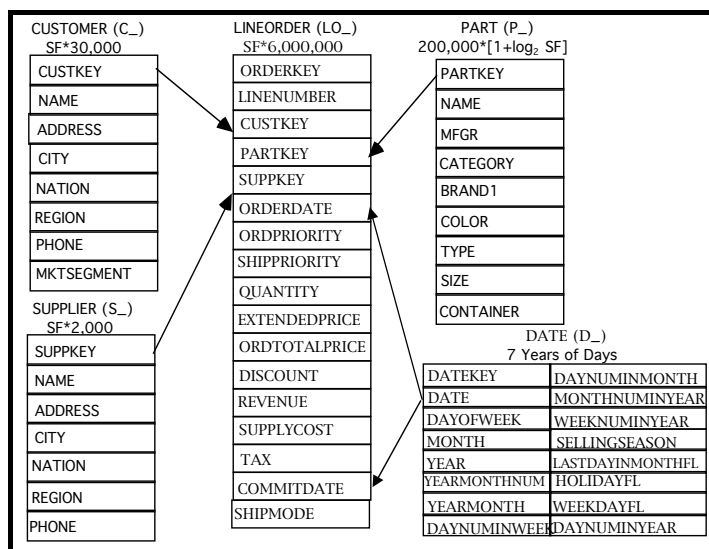 CUSTOMER (C_)
SF*30,000
CUSTKEY
NAME
ADDRESS
CITY
NATION
REGION
PHONE
MKTSEGMENT
SUPPLIER (S_)
SF*2,000
SUPPKEY
NAME
ADDRESS
CITY
NATION
REGION
PHONE
LINEORDER (LO_)
SF*6,000,000
ORDERKEY
LINENUMBER
CUSTKEY
PARTKEY
SUPPKEY
ORDERDATE
ORDPRIORITY
SHIPPRIORITY
QUANTITY
EXTENDEDPRICE
ORDTOTALPRICE
DISCOUNT
REVENUE
SUPPLYCOST
TAX
COMMITDATE
SHIPMODE
PART (P_)
200,000*[1+log₂ SF]
PARTKEY
NAME
MFGR
CATEGORY
BRAND1
COLOR
TYPE
SIZE
CONTAINER
DATE (D_)
7 Years of Days
DATEKEY DAYNUMINMONTH
DATE MONTHNUMINYEAR
DAYOFWEEK WEEKNUMINYEAR
MONTH SELLINGSEASON
YEAR LASTDAYINMONTHFL
YEARMONTHNUM HOLIDAYFL
YEARMONTH WEEKDAYFL
DAYNUMINWEEK DAYNUMINYEAR